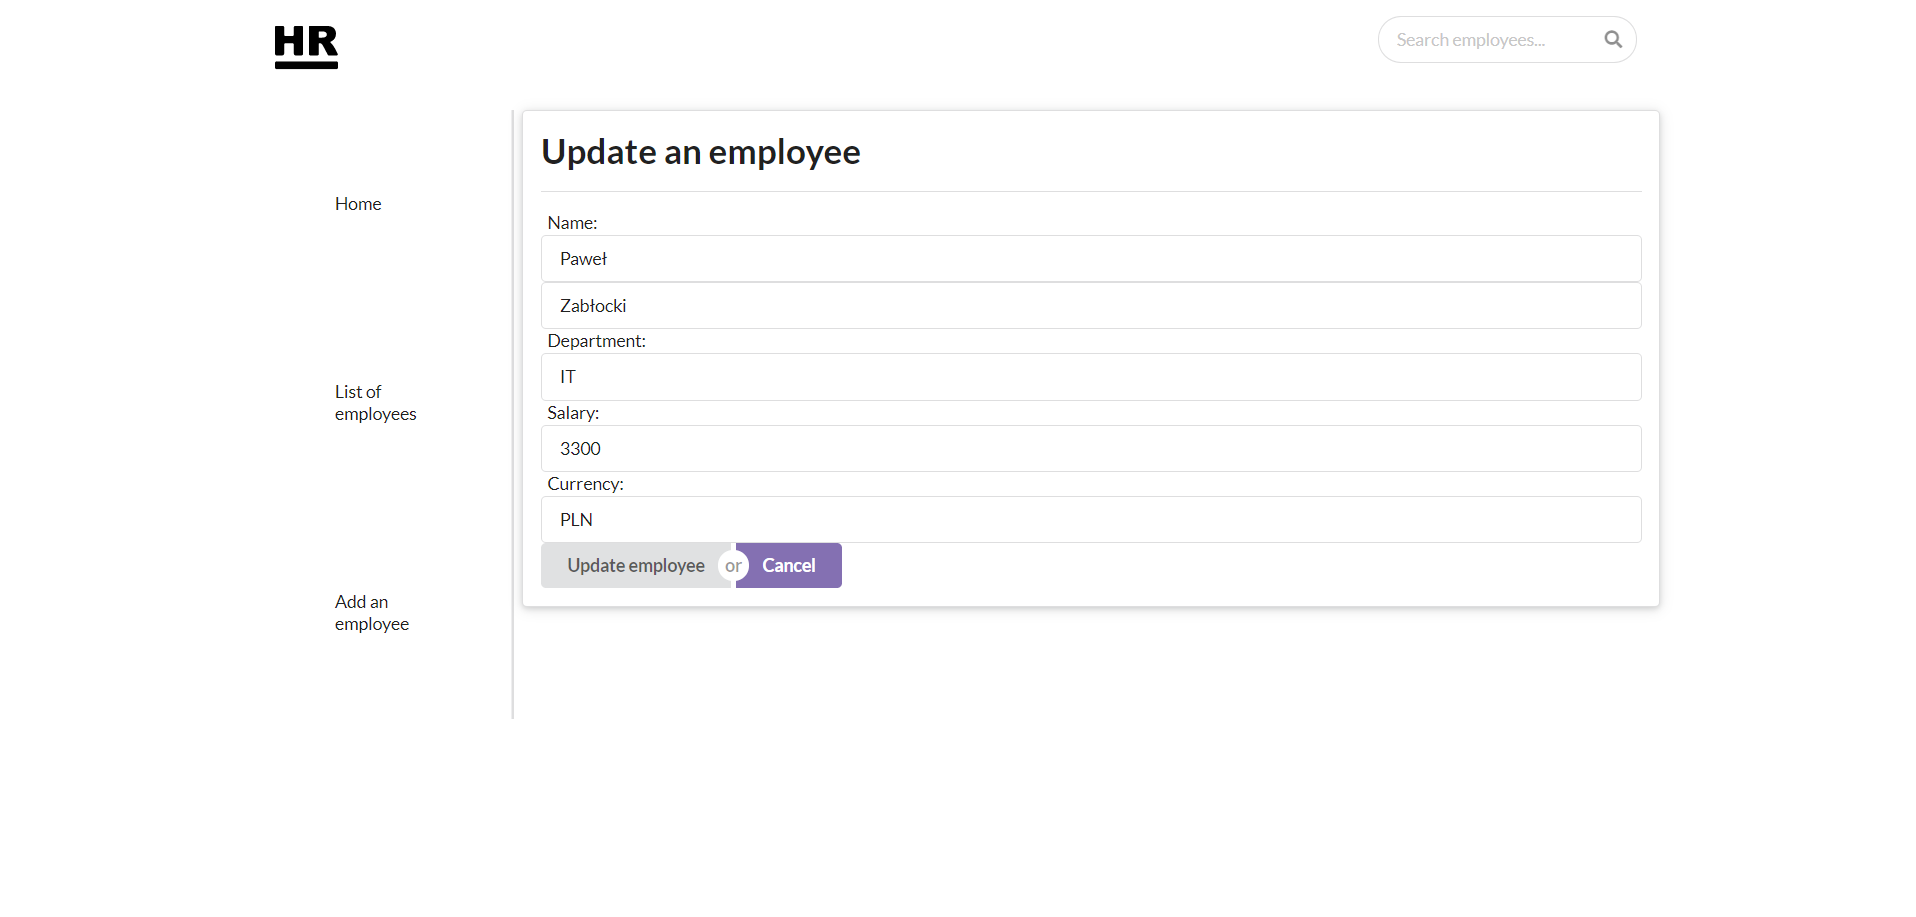 HR
Search employees...
Home
List of
employees
Add an
employee
Update an employee
Name:
Paweł
Zabłocki
Department:
IT
Salary:
3300
Currency:
PLN
Update employee or Cancel